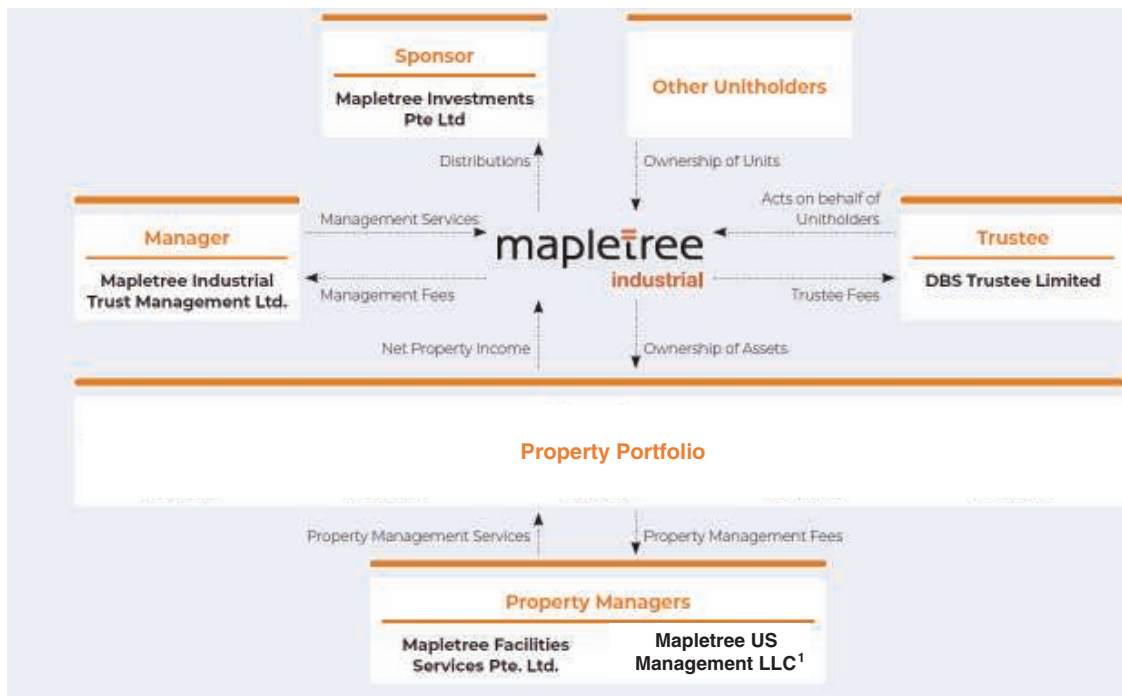 Sponsor
Mapletree Investments
Pte Ltd
Other Unitholders
Distributions
Ownership of Units
Manager
Mapletree Industrial
Trust Management Ltd.
Management Services
Management Fees
mapletree
industrial
Acts on behalf of
Unitholders
Trustee Fees
Trustee
DBS Trustee Limited
Net Property Income
Ownership of Assets
Property Portfolio
Property Management Services
Property Management Fees
Property Managers
Mapletree Facilities
Services Pte. Ltd.
Mapletree US
Management LLC¹